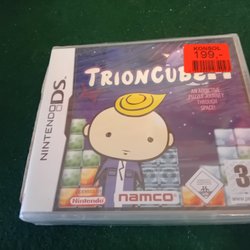 KONSOL
199,-
TRIONCUBE
AN ADDICTIVE
PUZZLE JOURNEY
THROUGH
SPACE!
NINTENDO DS
Nintendo
namco
3